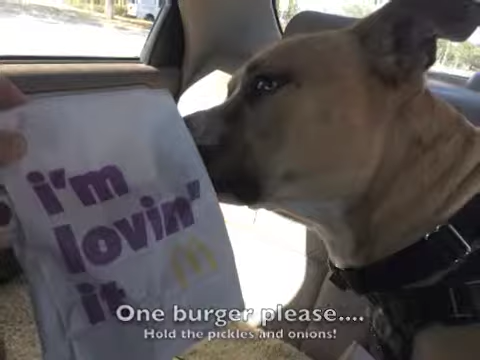 i'm
lovin'
it
One burger please....
Hold the pickles and onions!